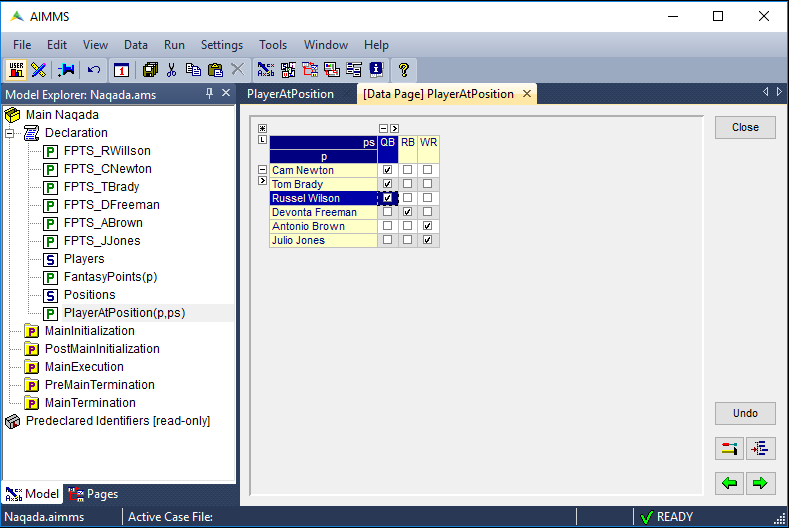 AIMMS
File Edit View Data Run Settings Tools Window Help
Model Explorer: Naqada.ams
PlayerAtPosition
[Data Page] PlayerAtPosition
Main Naqada
Declaration
FPTS_RWillson
FPTS_CNewton
FPTS_TBrady
FPTS_DFreeman
FPTS_ABrown
FPTS_JJones
Players
FantasyPoints(p)
Positions
PlayerAtPosition(p,ps)
MainInitialization
PostMainInitialization
MainExecution
PreMainTermination
MainTermination
Predeclared Identifiers [read-only]
ps QB RB WR
p
Cam Newton
Tom Brady
Russel Wilson
Devonta Freeman
Antonio Brown
Julio Jones
Close
Undo
Model Pages
Naqada.aimms
Active Case File:
READY